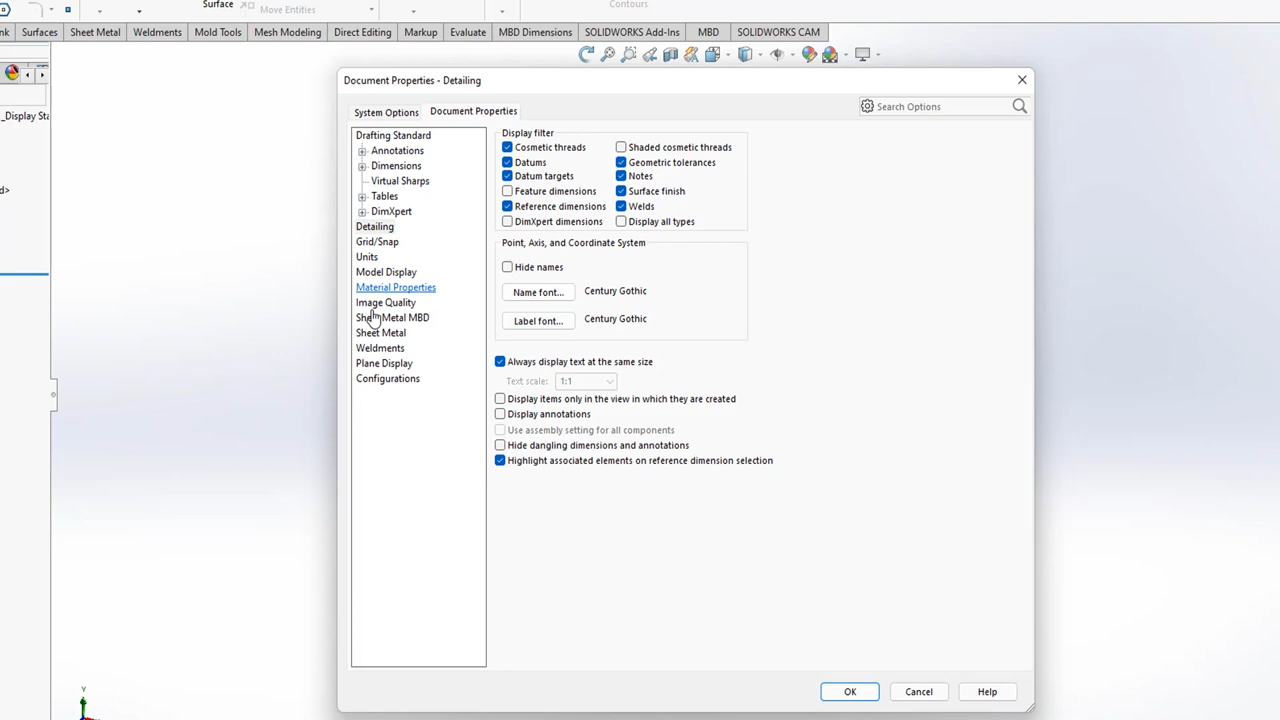 Surface
Move Entities
Contours
nk Surfaces Sheet Metal Weldments Mold Tools Mesh Modeling Direct Editing Markup Evaluate MBD Dimensions SOLIDWORKS Add-Ins MBD SOLIDWORKS CAM
Document Properties - Detailing
System Options Document Properties
Search Options
_Display Sta
s>
Drafting Standard
Annotations
Dimensions
Virtual Sharps
Tables
DimXpert
Detailing
Grid/Snap
Units
Model Display
Material Properties
Image Quality
Sheet Metal MBD
Sheet Metal
Weldments
Plane Display
Configurations
Display filter
Cosmetic threads Shaded cosmetic threads
Datums Geometric tolerances
Datum targets Notes
Feature dimensions Surface finish
Reference dimensions Welds
DimXpert dimensions Display all types
Point, Axis, and Coordinate System
Hide names
Name font... Century Gothic
Label font... Century Gothic
Always display text at the same size
Text scale: 1:1
Display items only in the view in which they are created
Display annotations
Use assembly setting for all components
Hide dangling dimensions and annotations
Highlight associated elements on reference dimension selection
OK Cancel Help
Y